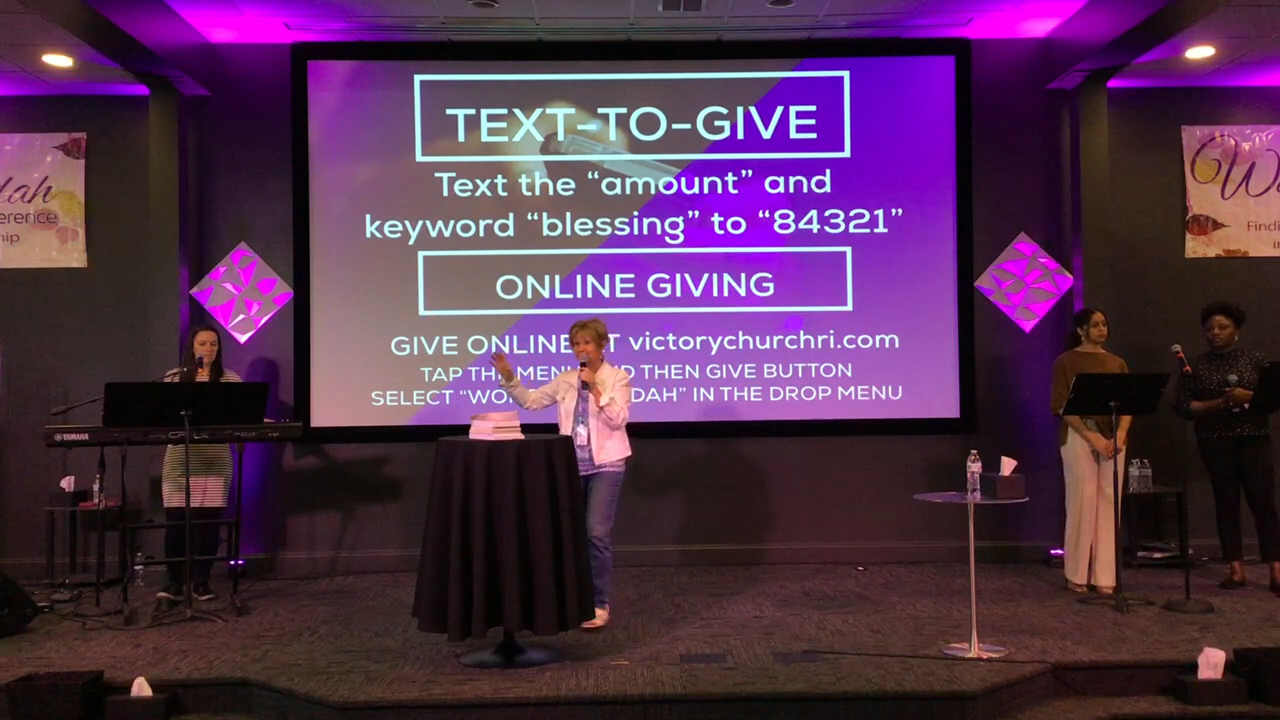 TEXT-TO-GIVE
Text the “amount” and
keyword “blessing” to “84321”
ONLINE GIVING
GIVE ONLINE victorychurchri.com
TAP THE MENU THEN GIVE BUTTON
SELECT IN THE DROP MENU
YAMAHA